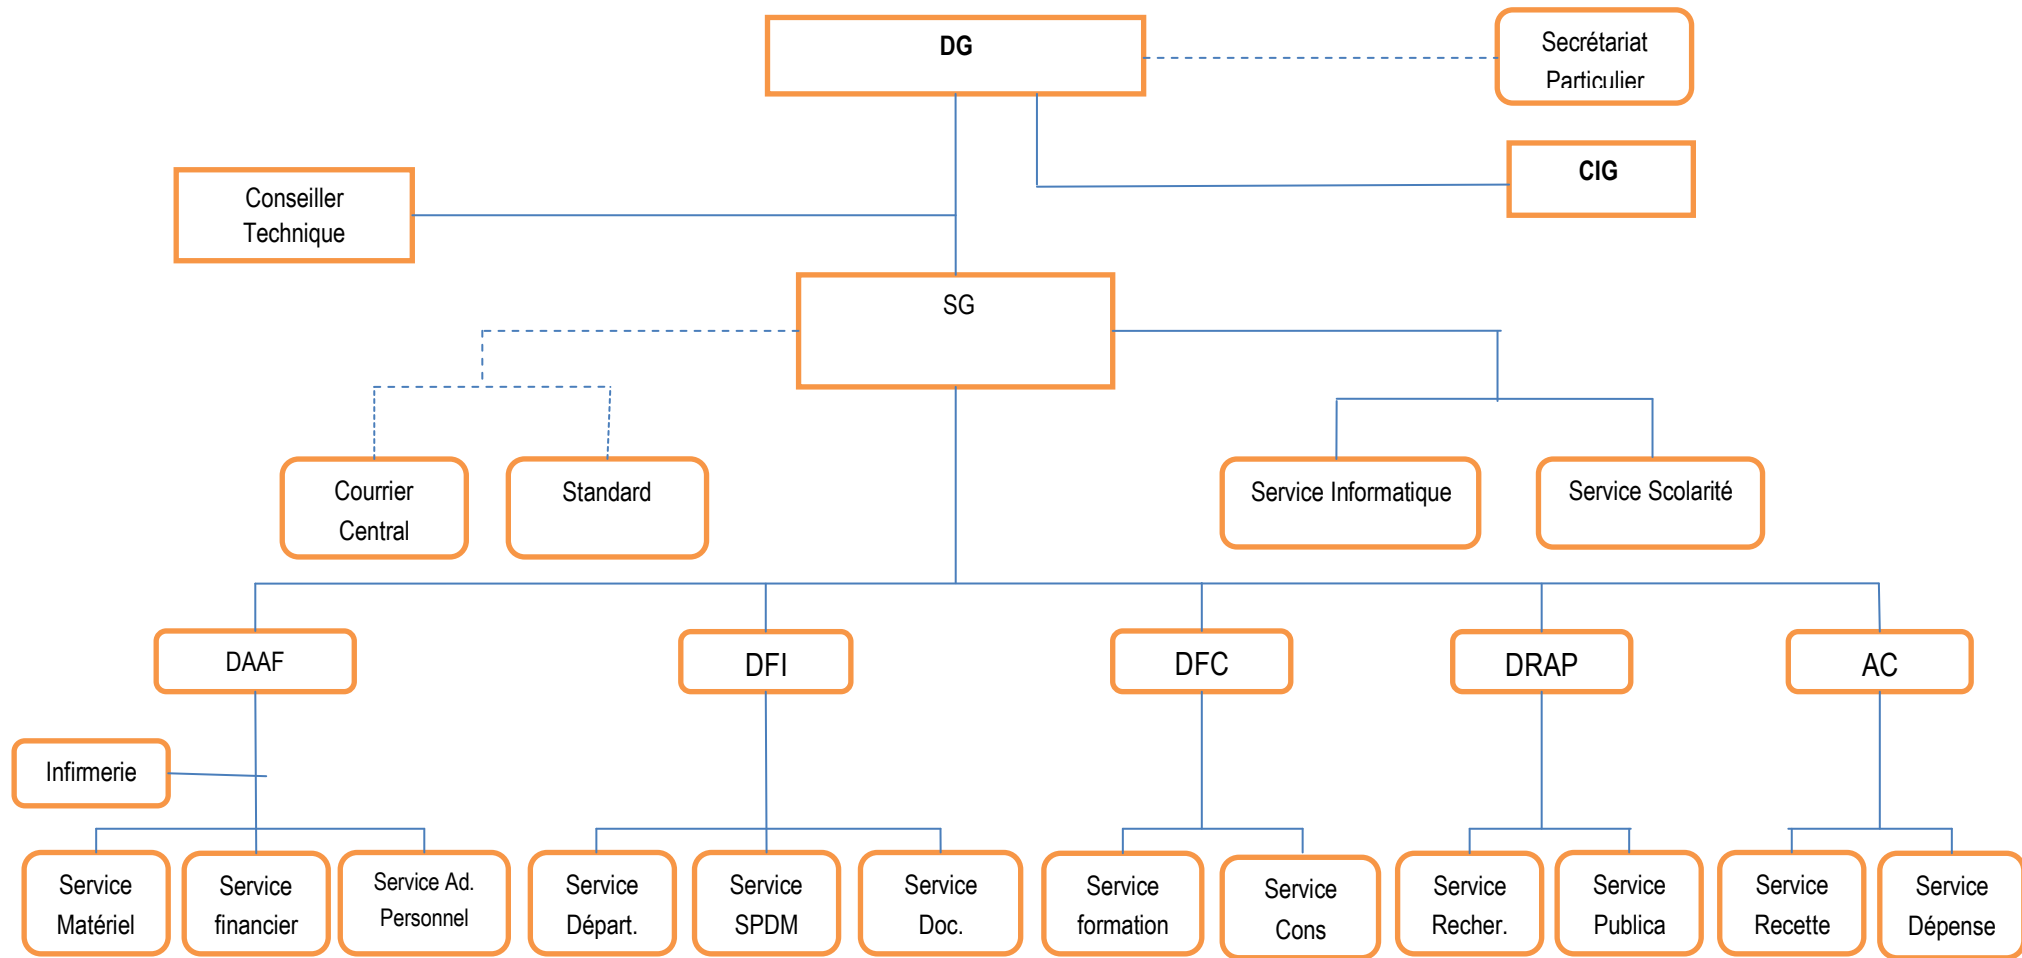 DG
Secrétariat
Particulier
CIG
Conseiller
Technique
SG
Courrier
Central
Standard
Service Informatique
Service Scolarité
DAAF
DFI
DFC
DRAP
AC
Infirmerie
Service
Matériel
Service
financier
Service Ad.
Personnel
Service
Départ.
Service
SPDM
Service
Doc.
Service
formation
Service
Cons
Service
Recher.
Service
Publica
Service
Recette
Service
Dépense